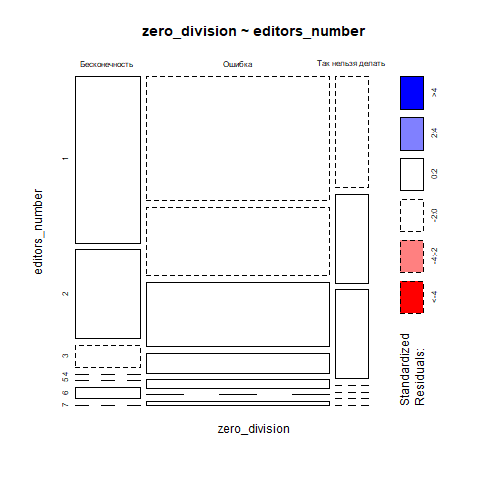 zero_division ~ editors_number
Бесконечность
Ошибка
Так нельзя делать
editors_number
1
2
3
4
5
6
7
zero_division
>4
2:4
0:2
-2:0
-4:-2
<-4
Standardized
Residuals: